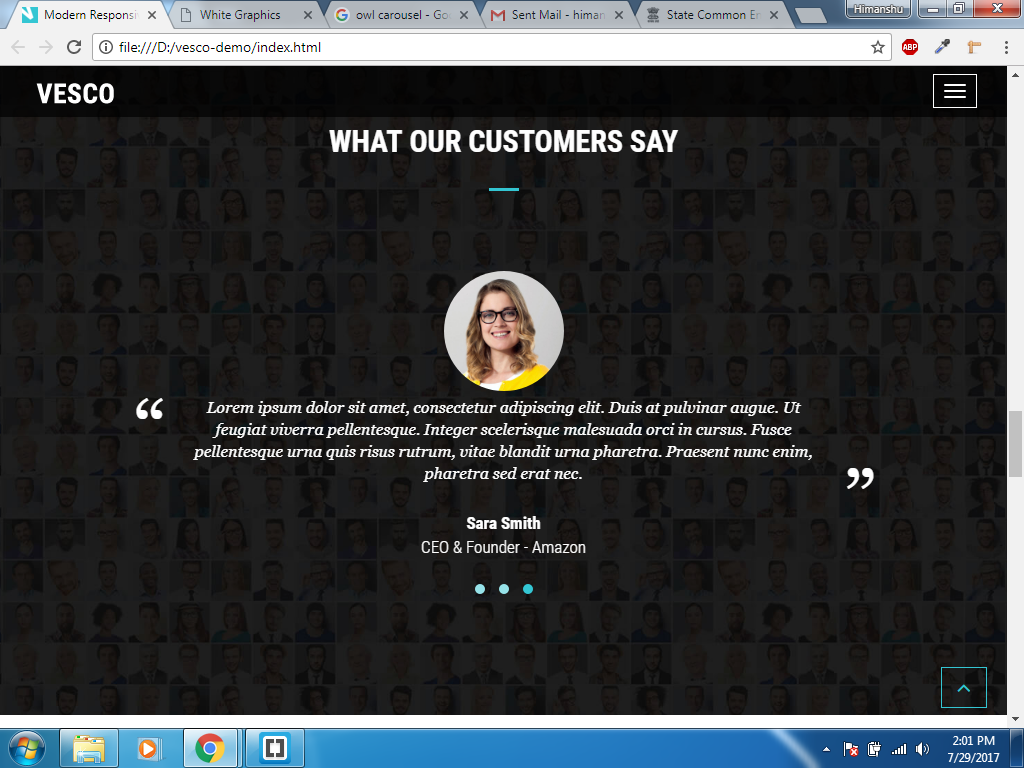 Modern Responsi
White Graphics
owl carousel - Goo
Sent Mail - himan
State Common En
Himanshu
file:///D:/vesco-demo/index.html
ABP
VESCO
WHAT OUR CUSTOMERS SAY
“
Lorem ipsum dolor sit amet, consectetur adipiscing elit. Duis at pulvinar augue. Ut
feugiat viverra pellentesque. Integer scelerisque malesuada orci in cursus. Fusce
pellentesque urna quis risus rutrum, vitae blandit urna pharetra. Praesent nunc enim,
pharetra sed erat nec.
”
Sara Smith
CEO & Founder - Amazon
2:01 PM
7/29/2017